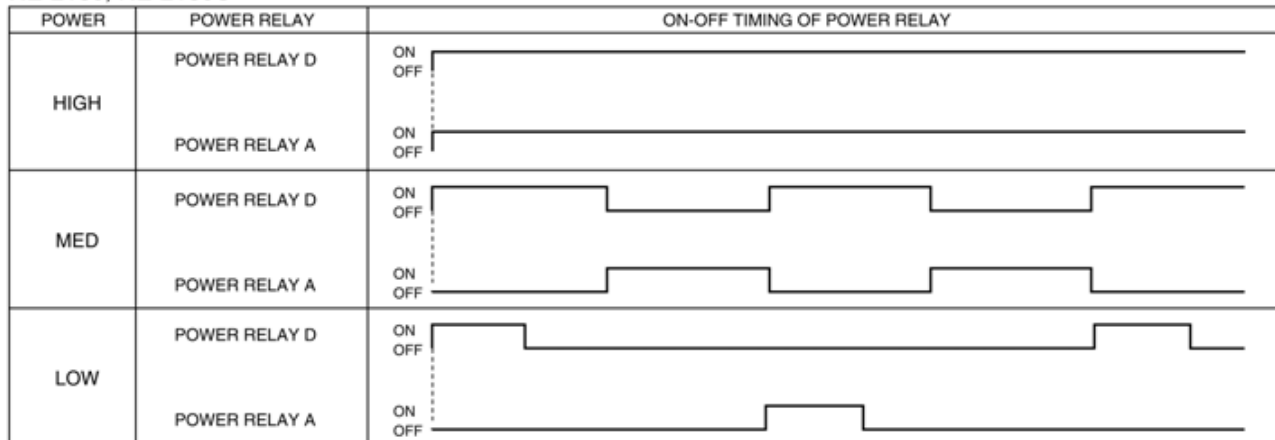 POWER POWER RELAY ON-OFF TIMING OF POWER RELAY
HIGH
POWER RELAY D ON OFF
POWER RELAY A ON OFF
MED
POWER RELAY D ON OFF
POWER RELAY A ON OFF
LOW
POWER RELAY D ON OFF
POWER RELAY A ON OFF